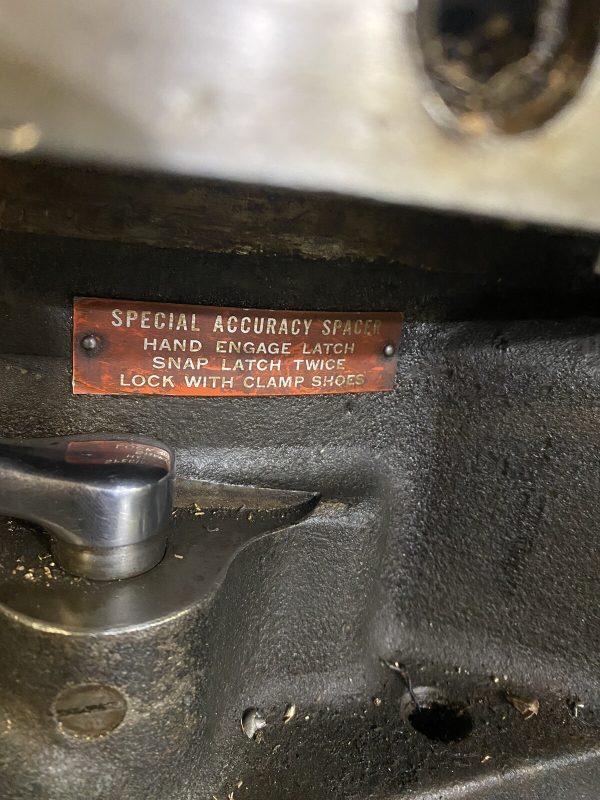 SPECIAL ACCURACY SPACER
HAND ENGAGE LATCH
SNAP LATCH TWICE
LOCK WITH CLAMP SHOES